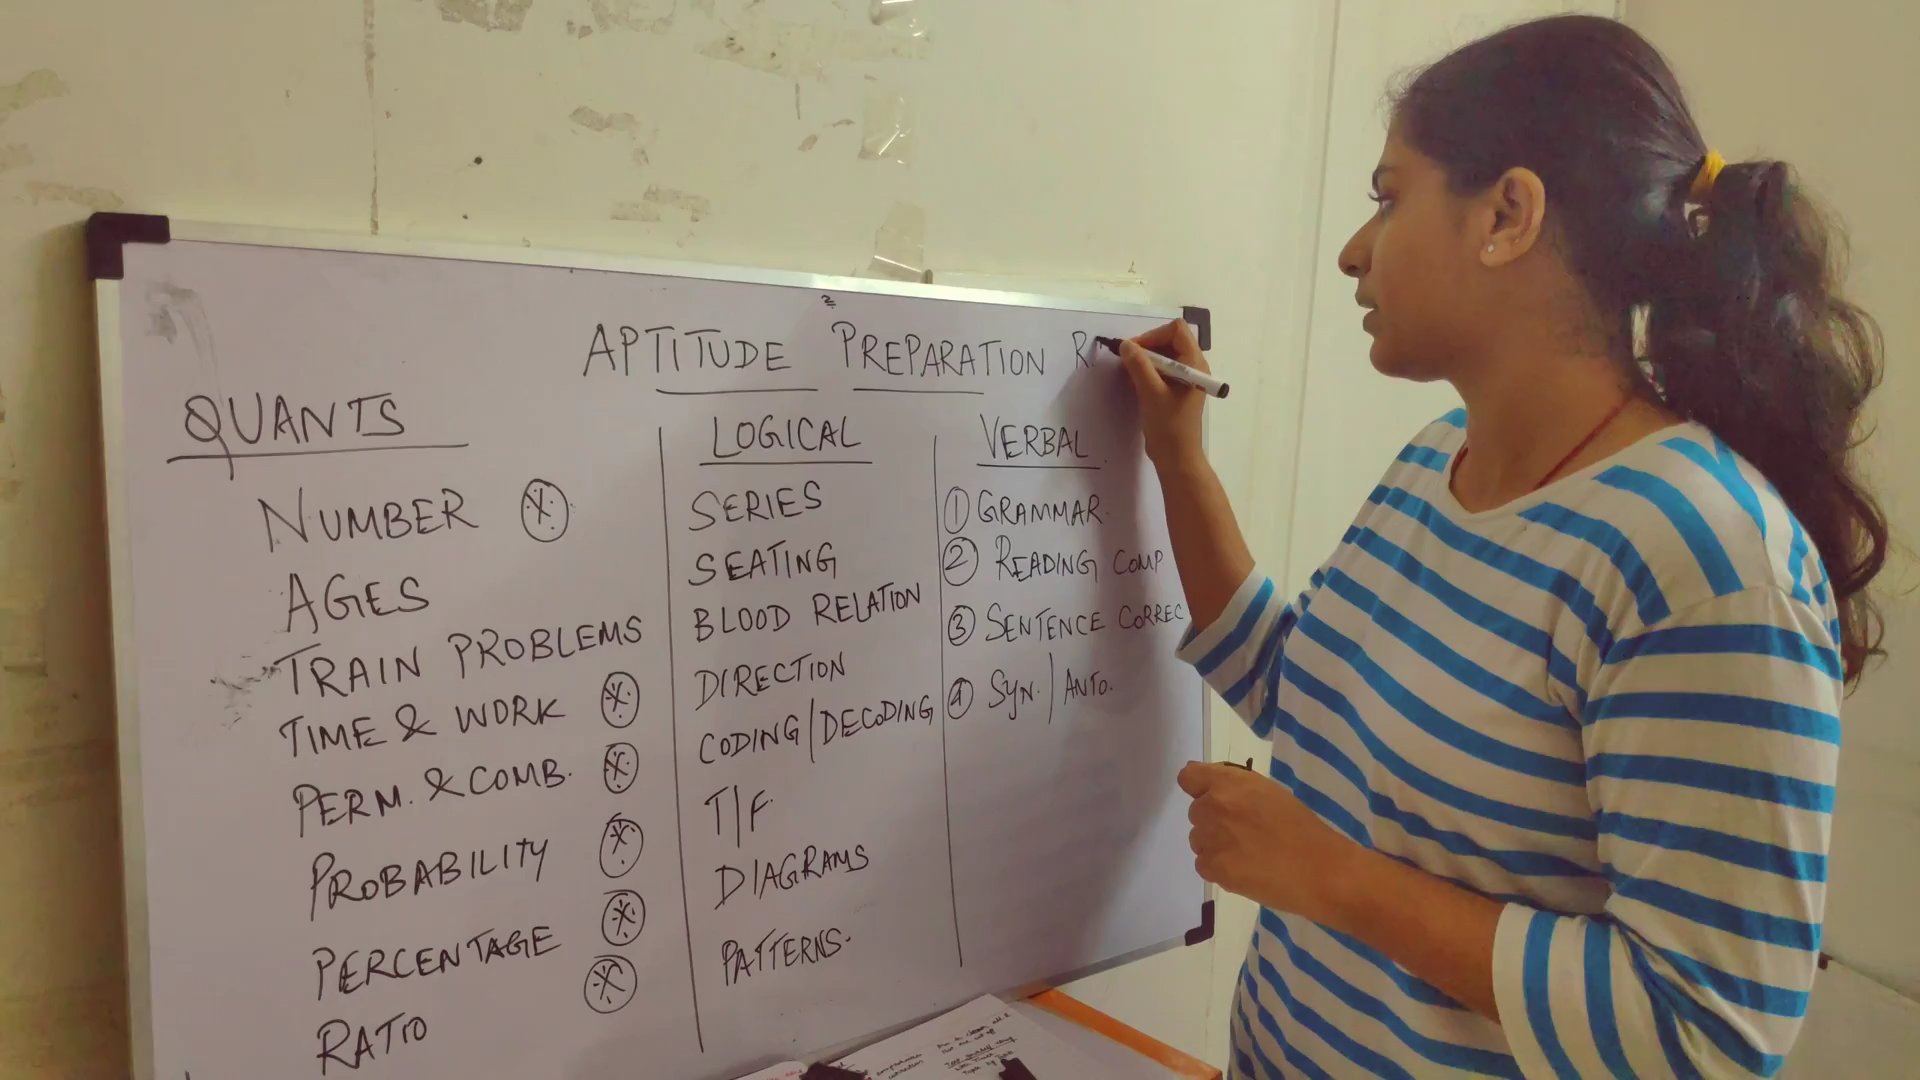 APTITUDE PREPARATION R
QUANTS
NUMBER
AGES
TRAIN PROBLEMS
TIME & WORK
PERM. & COMB.
PROBABILITY
PERCENTAGE
RATIO
LOGICAL
SERIES
SEATING
BLOOD RELATION
DIRECTION
CODING/DECODING
T/F
DIAGRAMS
PATTERNS.
VERBAL
1 GRAMMAR
2 READING COMP
3 SENTENCE CORREC
4 SYN. / ANTO.